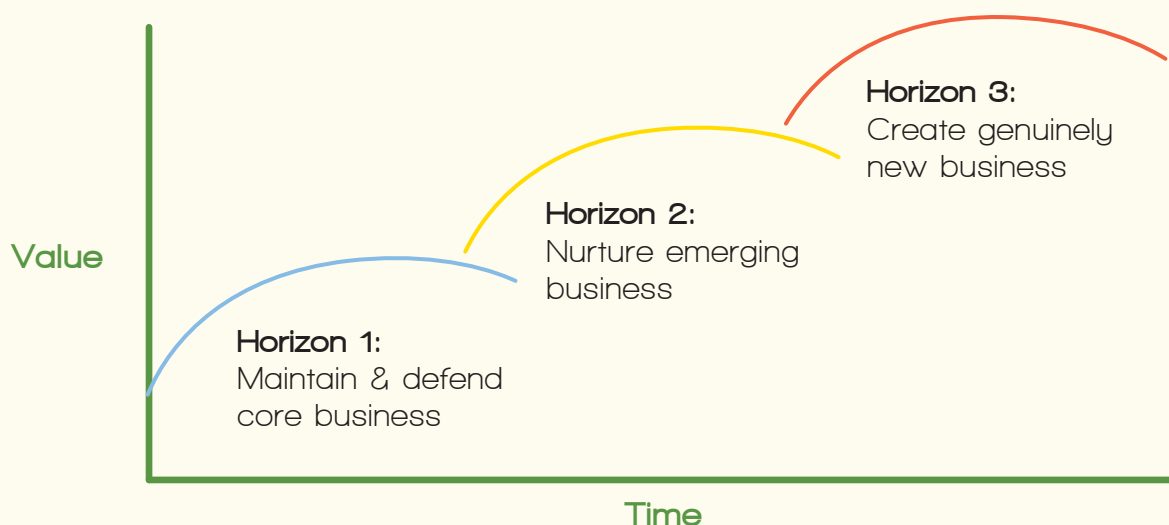 Horizon 3:
Create genuinely
new business
Horizon 2:
Nurture emerging
business
Value
Horizon 1:
Maintain & defend
core business
Time